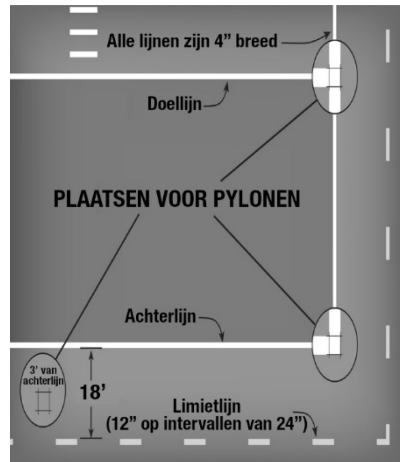 Alle lijnen zijn 4” breed
Doellijn
PLAATSEN VOOR PYLONEN
Achterlijn
3’ van
achterlijn
18’
Limietlijn
(12” op intervallen van 24”)